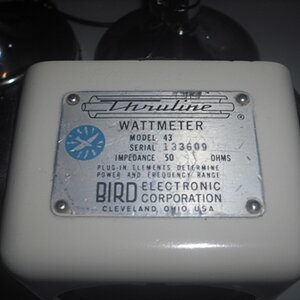 Thruline
®
WATTMETER
MODEL 43
SERIAL 133609
IMPEDANCE 50 OHMS
PLUG-IN ELEMENTS DETERMINE
POWER AND FREQUENCY RANGE
BIRD ELECTRONIC
CORPORATION
CLEVELAND, OHIO USA